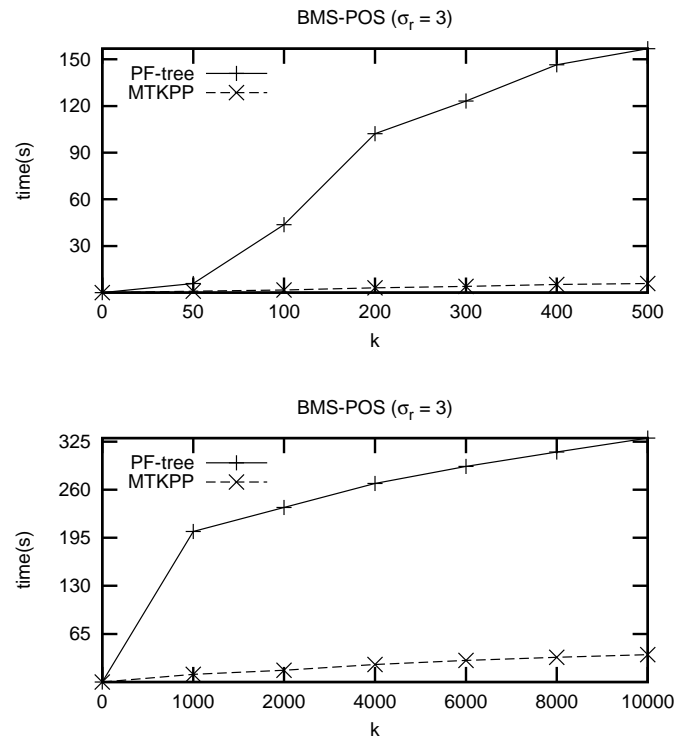 BMS-POS (σr = 3)
150
120
90
60
30
time(s)
PF-tree
MTKPP
0 50 100 200 300 400 500
k
BMS-POS (σr = 3)
325
260
195
130
65
time(s)
PF-tree
MTKPP
0 1000 2000 4000 6000 8000 10000
k